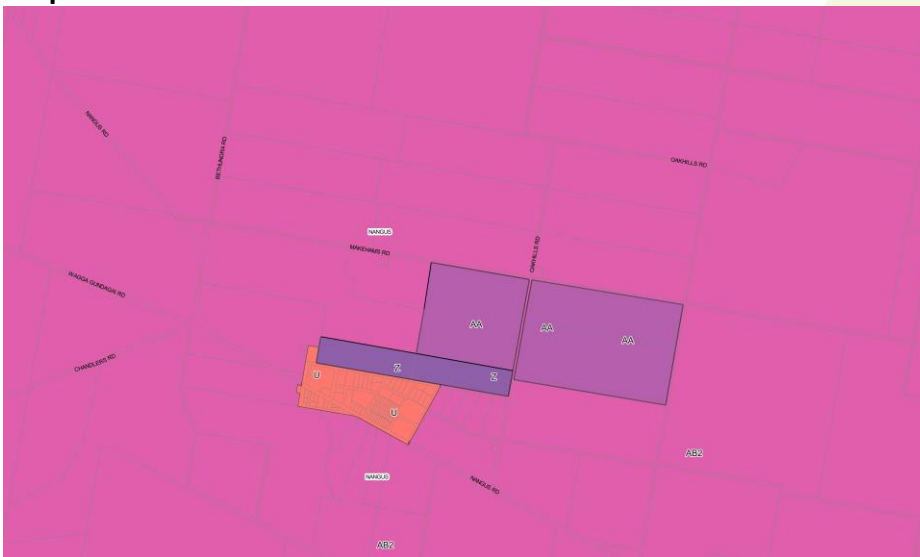 NANGUS RD
BETHUNGRA RD
OAKHILLS RD
NANGUS
MAKEHAMS RD
OAKHILLS RD
WAGGA GUNDAGAI RD
AA
AA
AA
CHANDLERS RD
Z
Z
U
U
AB2
NANGUS
NANGUS RD
AB2